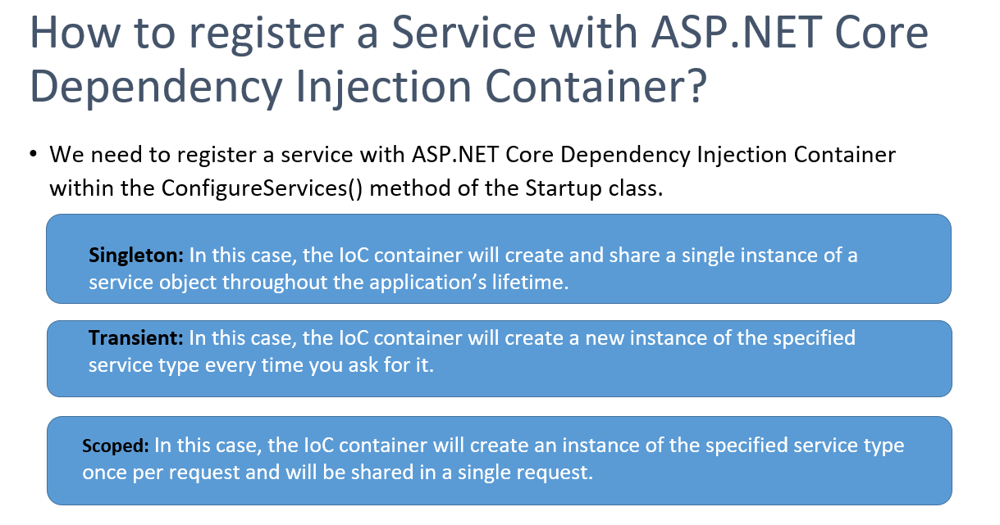 How to register a Service with ASP.NET Core
Dependency Injection Container?
• We need to register a service with ASP.NET Core Dependency Injection Container
within the ConfigureServices() method of the Startup class.
Singleton: In this case, the IoC container will create and share a single instance of a
service object throughout the application’s lifetime.
Transient: In this case, the IoC container will create a new instance of the specified
service type every time you ask for it.
Scoped: In this case, the IoC container will create an instance of the specified service type
once per request and will be shared in a single request.